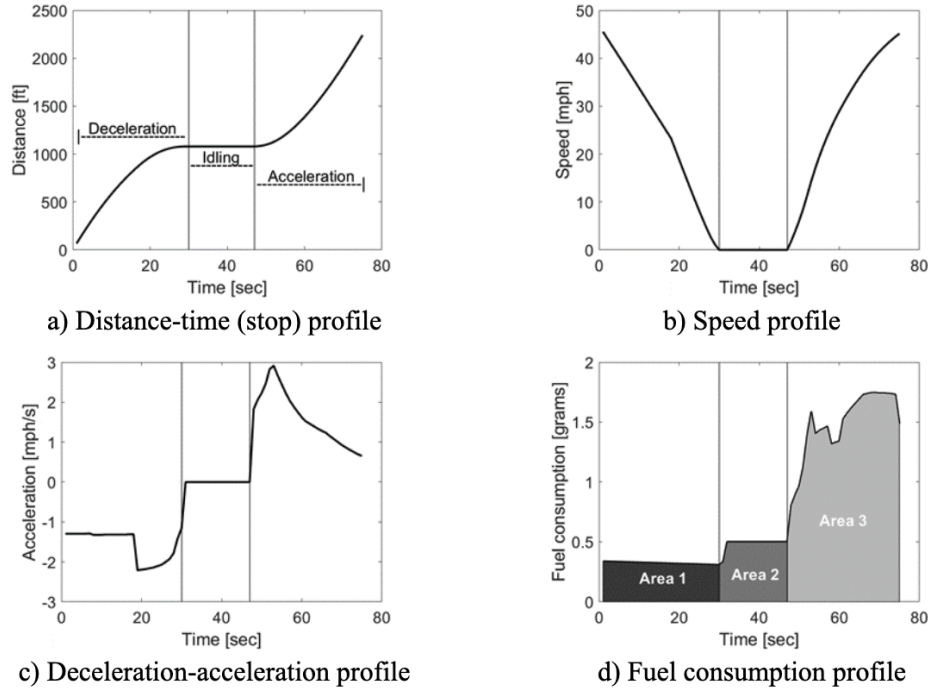 2500
2000
1500
1000
500
0
Distance [ft]
Deceleration
Idling
Acceleration
0 20 40 60 80
Time [sec]
a) Distance-time (stop) profile
50
40
30
20
10
0
Speed [mph]
0 20 40 60 80
Time [sec]
b) Speed profile
3
2
1
0
-1
-2
-3
Acceleration [mph/s]
0 20 40 60 80
Time [sec]
c) Deceleration-acceleration profile
2
1.5
1
0.5
0
Fuel consumption [grams]
Area 1
Area 2
Area 3
0 20 40 60 80
Time [sec]
d) Fuel consumption profile